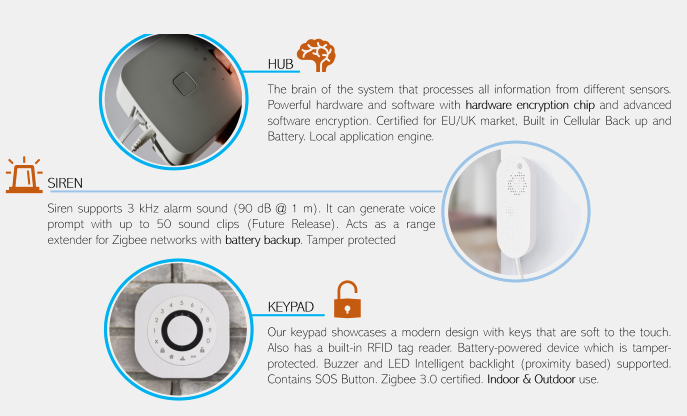 HUB
The brain of the system that processes all information from different sensors.
Powerful hardware and software with hardware encryption chip and advanced
software encryption. Certified for EU/UK market, Built in Cellular Back up and
Battery. Local application engine.
SIREN
Siren supports 3 kHz alarm sound (90 dB @ 1 m). It can generate voice
prompt with up to 50 sound clips (Future Release). Acts as a range
extender for Zigbee networks with battery backup. Tamper protected
KEYPAD
Our keypad showcases a modern design with keys that are soft to the touch.
Also has a built-in RFID tag reader. Battery-powered device which is tamper-
protected. Buzzer and LED Intelligent backlight (proximity based) supported.
Contains SOS Button. Zigbee 3.0 certified. Indoor & Outdoor use.